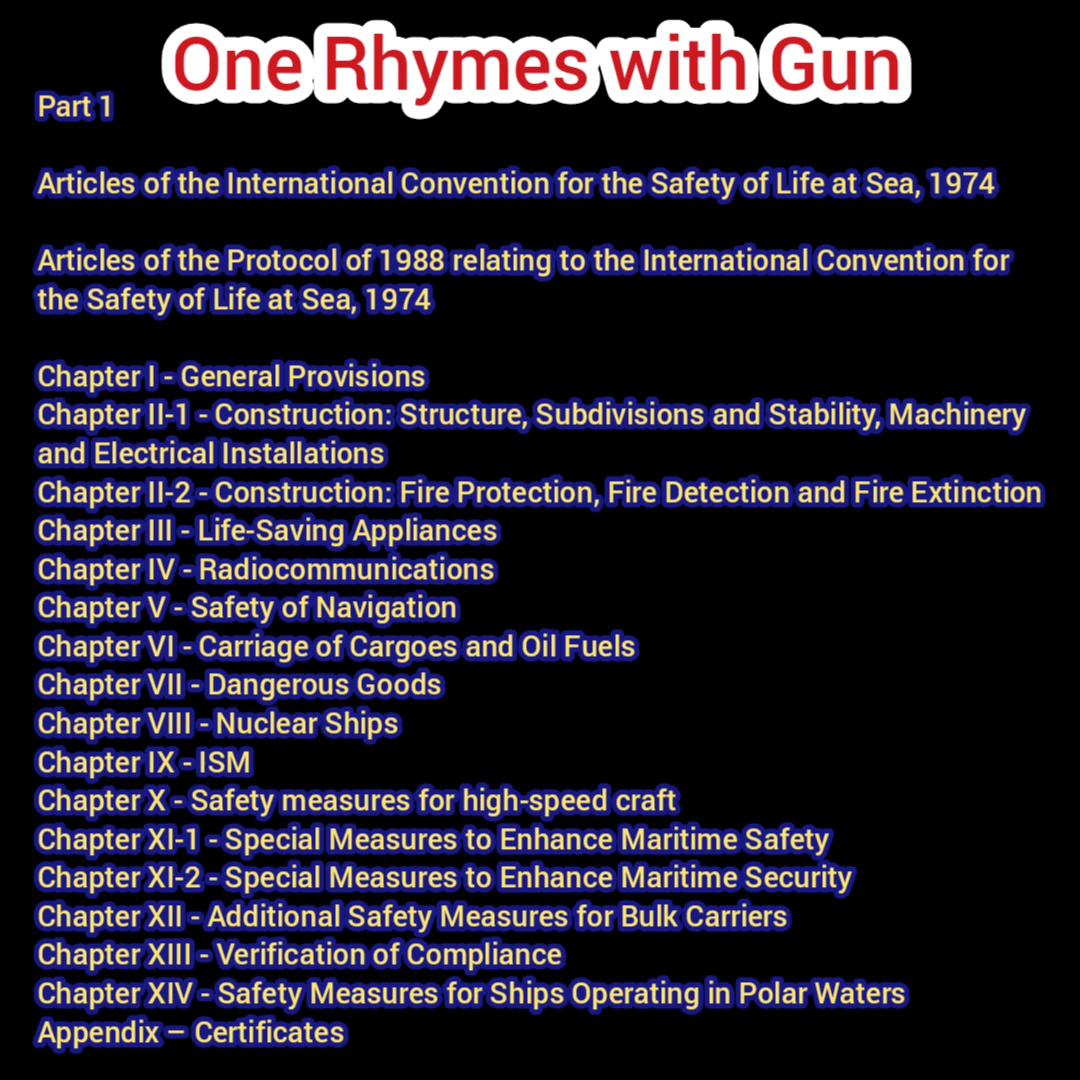 One Rhymes with Gun
Part 1
Articles of the International Convention for the Safety of Life at Sea, 1974
Articles of the Protocol of 1988 relating to the International Convention for
the Safety of Life at Sea, 1974
Chapter I - General Provisions
Chapter II-1 - Construction: Structure, Subdivisions and Stability, Machinery
and Electrical Installations
Chapter II-2 - Construction: Fire Protection, Fire Detection and Fire Extinction
Chapter III - Life-Saving Appliances
Chapter IV - Radiocommunications
Chapter V - Safety of Navigation
Chapter VI - Carriage of Cargoes and Oil Fuels
Chapter VII - Dangerous Goods
Chapter VIII - Nuclear Ships
Chapter IX - ISM
Chapter X - Safety measures for high-speed craft
Chapter XI-1 - Special Measures to Enhance Maritime Safety
Chapter XI-2 - Special Measures to Enhance Maritime Security
Chapter XII - Additional Safety Measures for Bulk Carriers
Chapter XIII - Verification of Compliance
Chapter XIV - Safety Measures for Ships Operating in Polar Waters
Appendix – Certificates